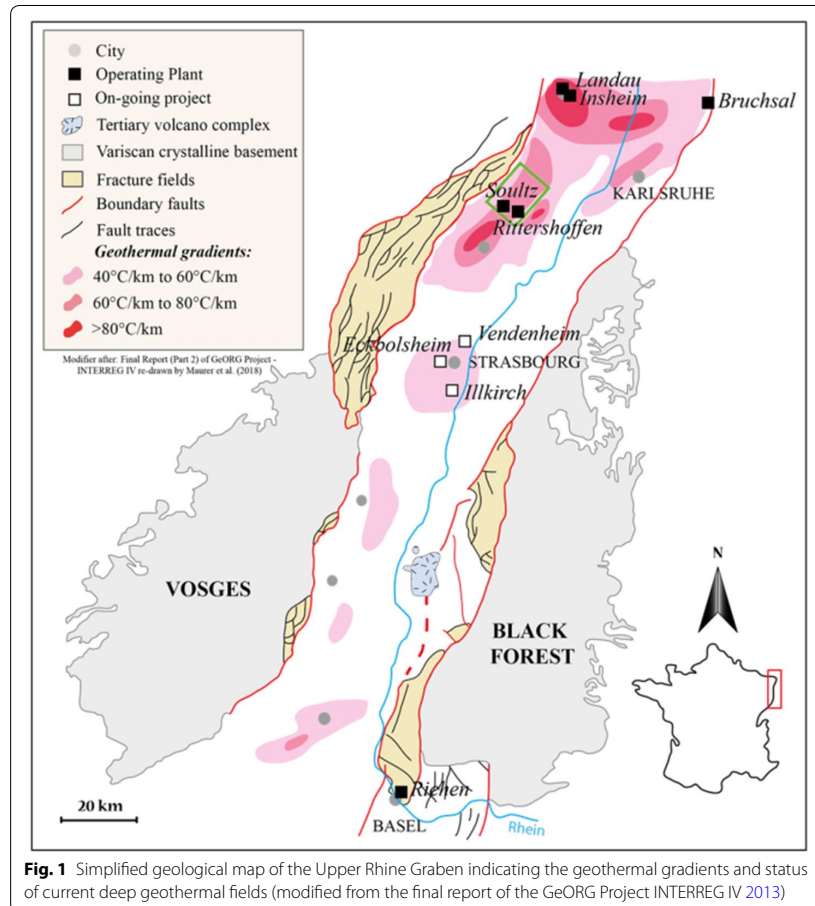 City
Operating Plant
On-going project
Tertiary volcano complex
Variscan crystalline basement
Fracture fields
Boundary faults
Fault traces
Geothermal gradients:
40°C/km to 60°C/km
60°C/km to 80°C/km
>80°C/km
Modifier after: Final Report (Part 2) of GeORG Project -
INTERREG IV re-drawn by Maurer et al. (2018)
Landau
Insheim
Bruchsal
KARLSRUHE
Soultz
Rittershoffen
Vendenheim
Eckbolsheim
STRASBOURG
Illkirch
VOSGES
BLACK
FOREST
N
20 km
Riehen
BASEL
Rhein
Fig. 1 Simplified geological map of the Upper Rhine Graben indicating the geothermal gradients and status
of current deep geothermal fields (modified from the final report of the GeORG Project INTERREG IV 2013)